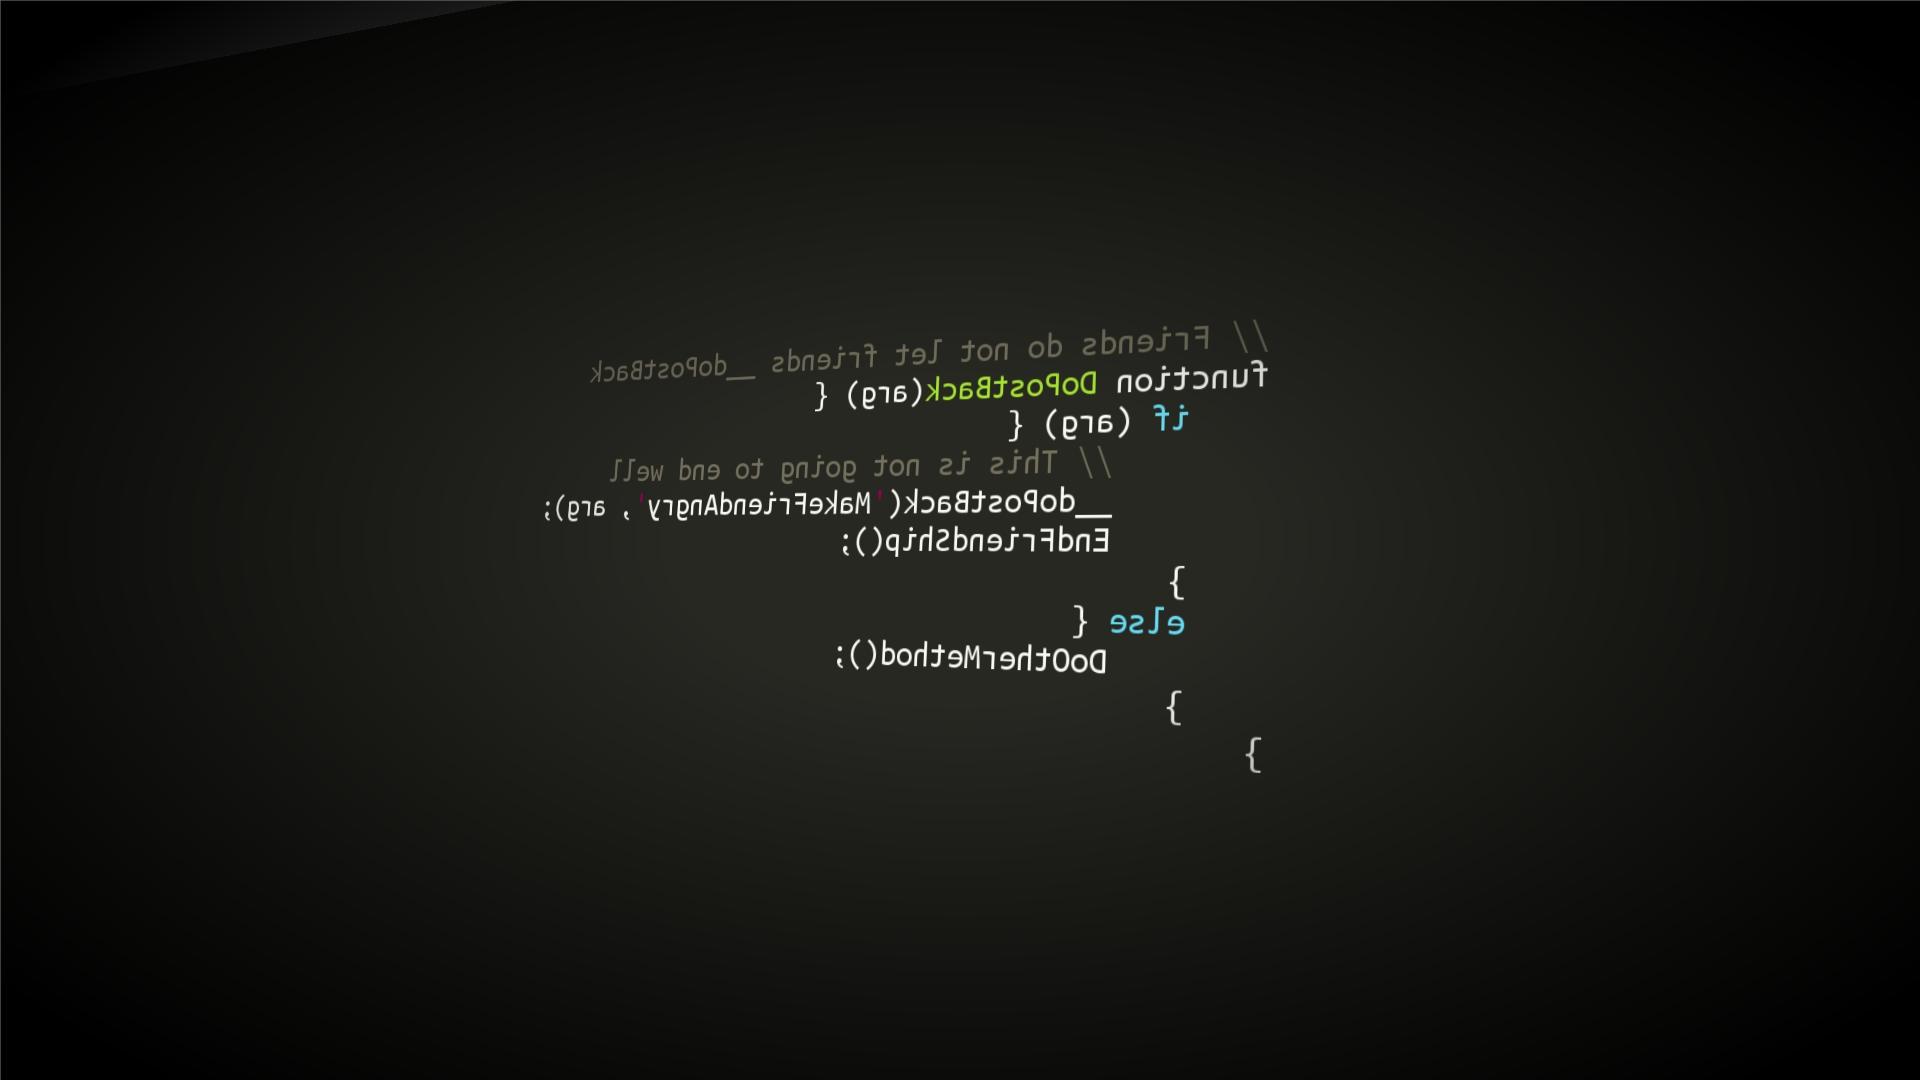 // Friends do not let friends __doPostBack
function DoPostBack(arg) {
if (arg) {
// This is not going to end well
__doPostBack('MakeFriendAngry', arg);
EndFriendShip();
}
else {
DoOtherMethod();
}
}